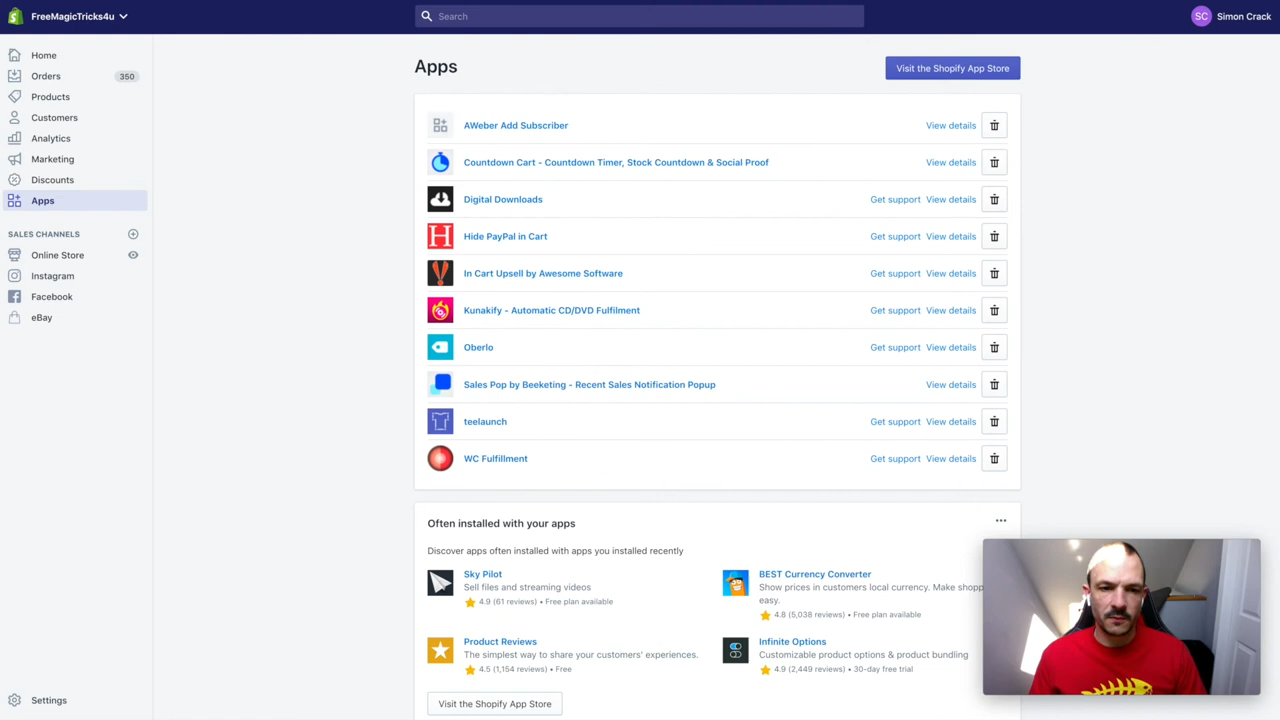 FreeMagicTricks4u
Search
SC
Simon Crack
Home
Orders
350
Products
Customers
Analytics
Marketing
Discounts
Apps
SALES CHANNELS
Online Store
Instagram
Facebook
eBay
Settings
Apps
Visit the Shopify App Store
AWeber Add Subscriber
View details
Countdown Cart - Countdown Timer, Stock Countdown & Social Proof
View details
Digital Downloads
Get support View details
H
Hide PayPal in Cart
Get support View details
In Cart Upsell by Awesome Software
Get support View details
Kunakify - Automatic CD/DVD Fulfilment
Get support View details
Oberlo
Get support View details
Sales Pop by Beeketing - Recent Sales Notification Popup
View details
teelaunch
Get support View details
WC Fulfillment
Get support View details
Often installed with your apps
Discover apps often installed with apps you installed recently
Sky Pilot
Sell files and streaming videos
4.9 (61 reviews) • Free plan available
BEST Currency Converter
Show prices in customers local currency. Make shopp
easy.
4.8 (5,038 reviews) • Free plan available
Product Reviews
The simplest way to share your customers' experiences.
4.5 (1,154 reviews) • Free
Infinite Options
Customizable product options & product bundling
4.9 (2,449 reviews) • 30-day free trial
Visit the Shopify App Store